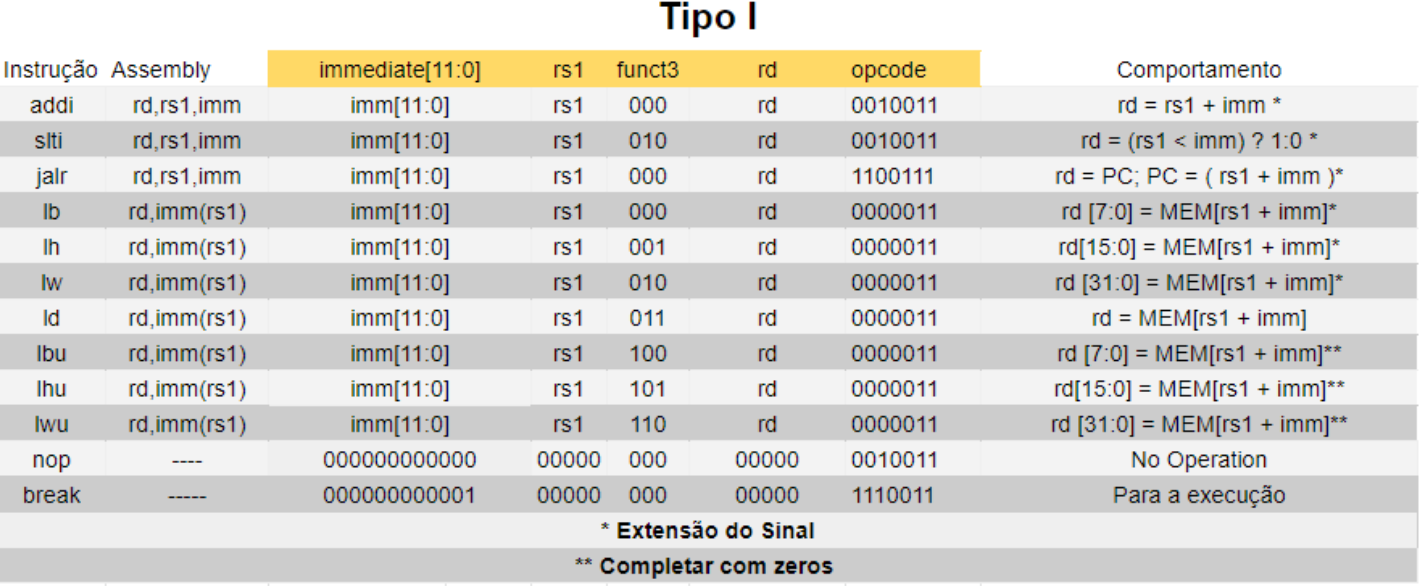 Tipo I
Instrução Assembly immediate[11:0] rs1 funct3 rd opcode Comportamento
addi rd,rs1,imm imm[11:0] rs1 000 rd 0010011 rd = rs1 + imm *
slti rd,rs1,imm imm[11:0] rs1 010 rd 0010011 rd = (rs1 < imm) ? 1:0 *
jalr rd,rs1,imm imm[11:0] rs1 000 rd 1100111 rd = PC; PC = ( rs1 + imm )*
lb rd,imm(rs1) imm[11:0] rs1 000 rd 0000011 rd [7:0] = MEM[rs1 + imm]*
lh rd,imm(rs1) imm[11:0] rs1 001 rd 0000011 rd[15:0] = MEM[rs1 + imm]*
lw rd,imm(rs1) imm[11:0] rs1 010 rd 0000011 rd [31:0] = MEM[rs1 + imm]*
ld rd,imm(rs1) imm[11:0] rs1 011 rd 0000011 rd = MEM[rs1 + imm]
lbu rd,imm(rs1) imm[11:0] rs1 100 rd 0000011 rd [7:0] = MEM[rs1 + imm]**
lhu rd,imm(rs1) imm[11:0] rs1 101 rd 0000011 rd[15:0] = MEM[rs1 + imm]**
lwu rd,imm(rs1) imm[11:0] rs1 110 rd 0000011 rd [31:0] = MEM[rs1 + imm]**
nop ---- 000000000000 00000 000 00000 0010011 No Operation
break ----- 000000000001 00000 000 00000 1110011 Para a execução
* Extensão do Sinal
** Completar com zeros